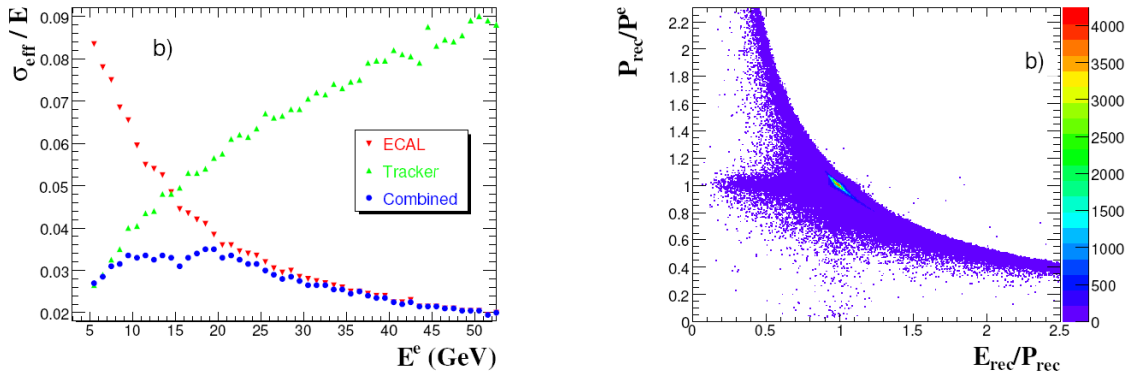 σeff / E
0.09
0.08
0.07
0.06
0.05
0.04
0.03
0.02
b)
ECAL
Tracker
Combined
5 10 15 20 25 30 35 40 45 50
E^e (GeV)
P_rec/P^e
2.2
2
1.8
1.6
1.4
1.2
1
0.8
0.6
0.4
0.2
0
b)
0 0.5 1 1.5 2 2.5
E_rec/P_rec
4000
3500
3000
2500
2000
1500
1000
500
0